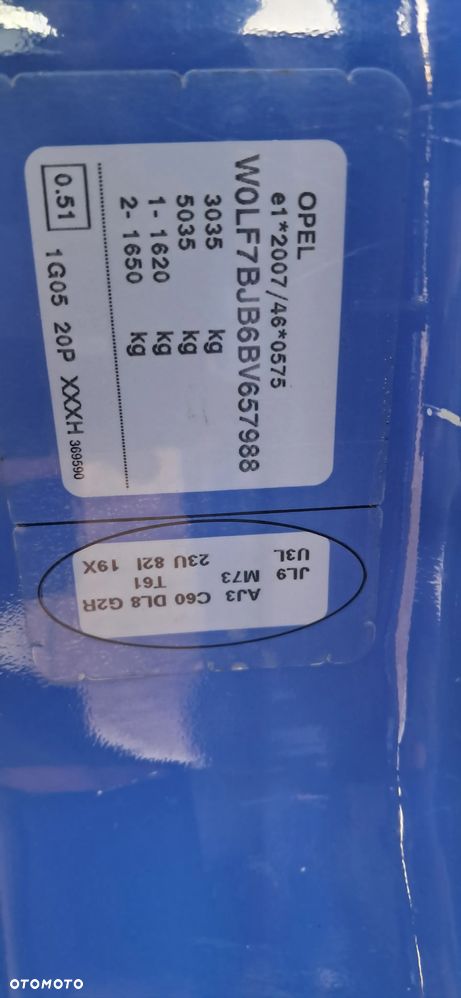 OPEL
e1*2007/46*0575
W0LF7BJB6BV657988
3035 kg
5035 kg
1- 1620 kg
2- 1650 kg
0.51 1G05 20P XXXH 369590
AJ3 C60 DL8 G2R
JL9 M73 T61
U3L 23U 82I 19X
OTOMOTO